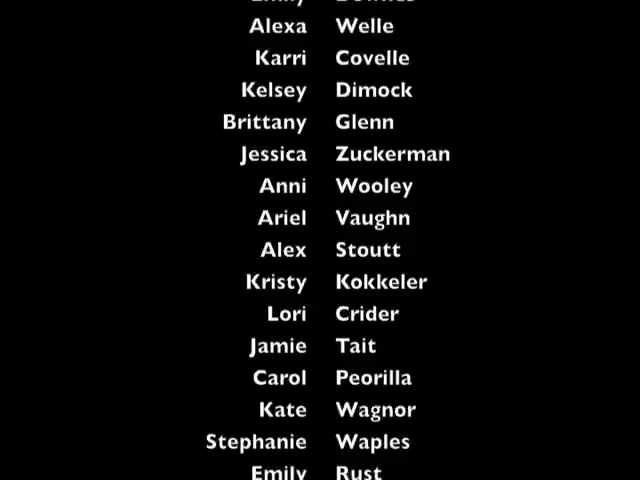 Alexa Welle
Karri Covelle
Kelsey Dimock
Brittany Glenn
Jessica Zuckerman
Anni Wooley
Ariel Vaughn
Alex Stoutt
Kristy Kokkeler
Lori Crider
Jamie Tait
Carol Peorilla
Kate Wagnor
Stephanie Waples
Emily Rust